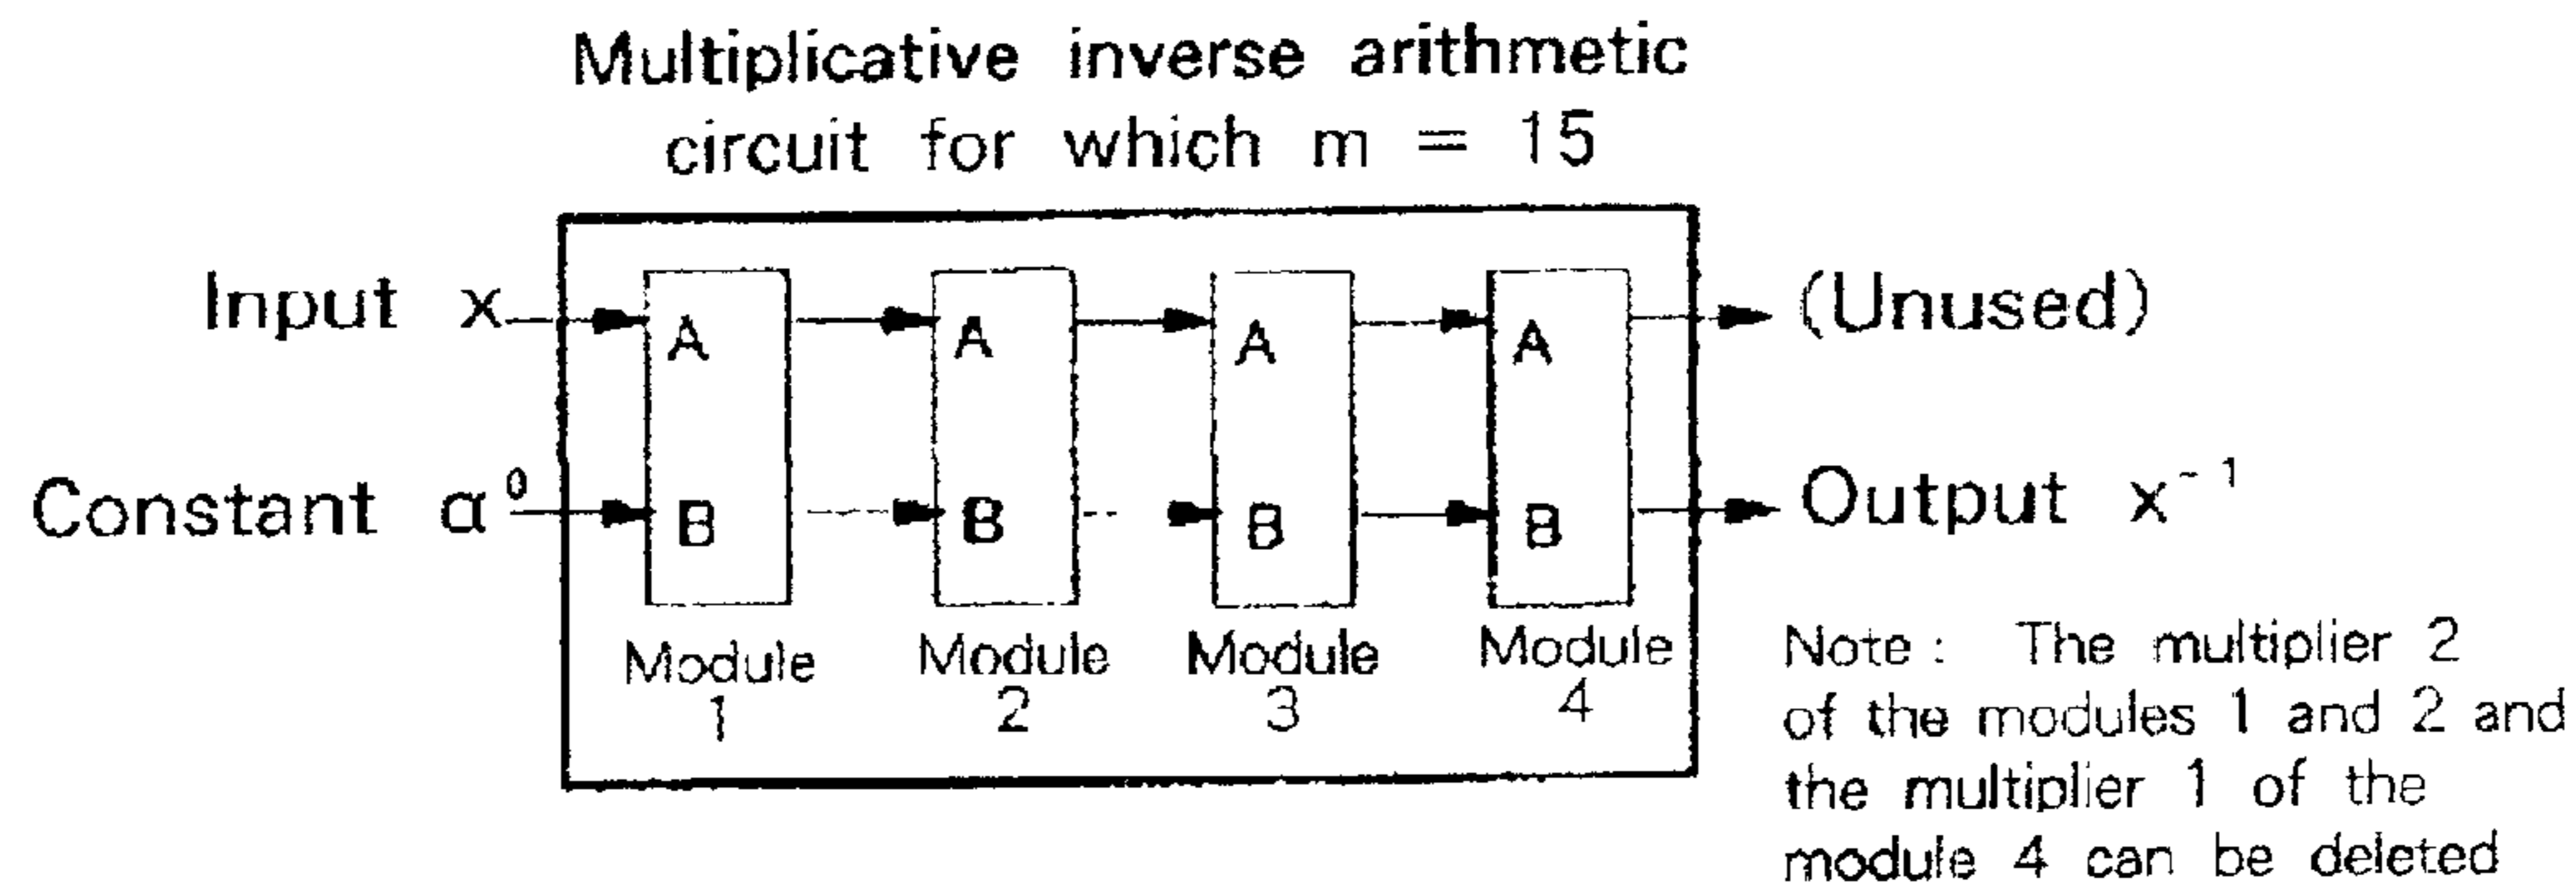 Multiplicative inverse arithmetic
circuit for which m = 15
Input x
A
A
A
A
(Unused)
Constant α⁰
B
B
B
B
Output x⁻¹
Module 1
Module 2
Module 3
Module 4
Note : The multiplier 2
of the modules 1 and 2 and
the multiplier 1 of the
module 4 can be deleted